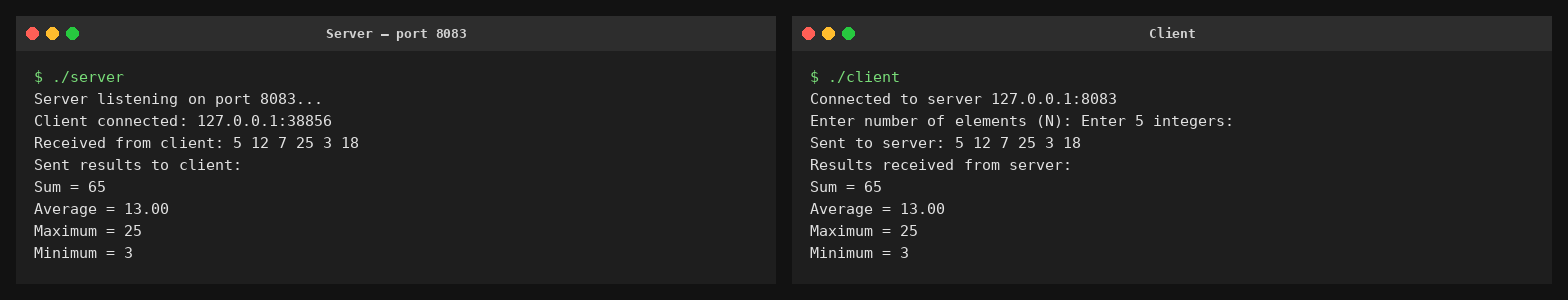 Server — port 8083
$ ./server
Server listening on port 8083...
Client connected: 127.0.0.1:38856
Received from client: 5 12 7 25 3 18
Sent results to client:
Sum = 65
Average = 13.00
Maximum = 25
Minimum = 3
Client
$ ./client
Connected to server 127.0.0.1:8083
Enter number of elements (N): Enter 5 integers:
Sent to server: 5 12 7 25 3 18
Results received from server:
Sum = 65
Average = 13.00
Maximum = 25
Minimum = 3